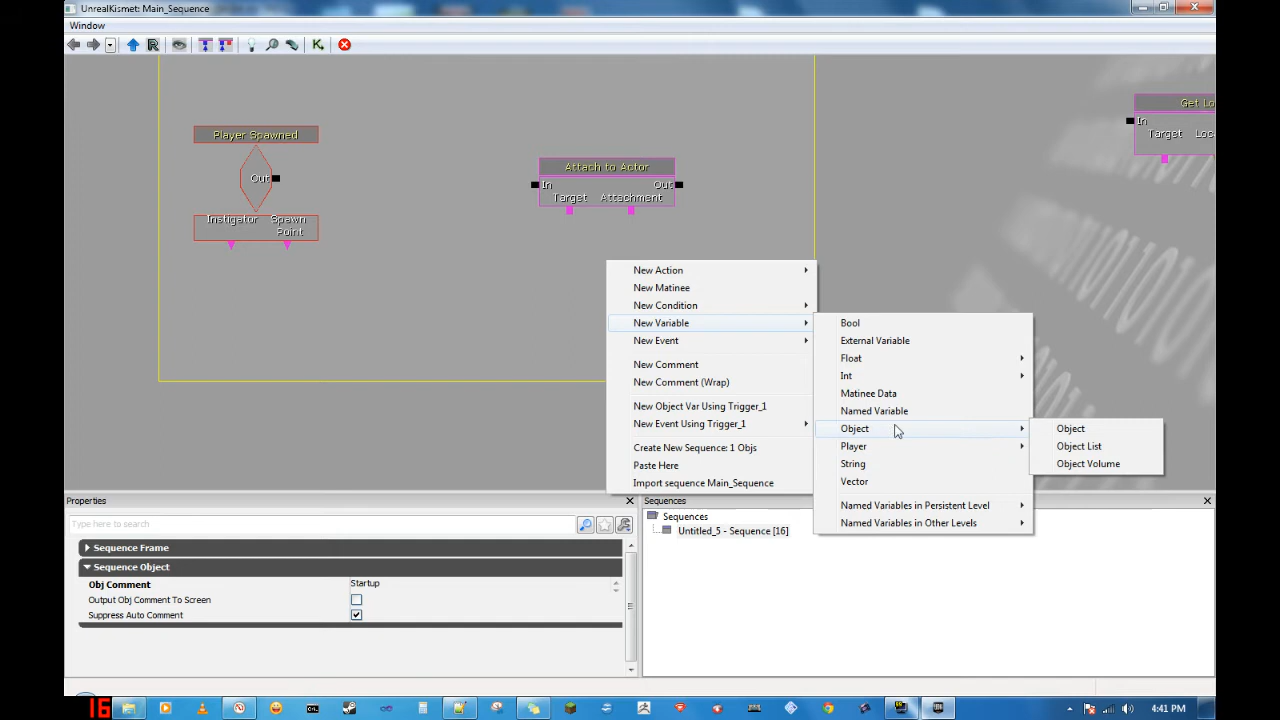 UnrealKismet: Main_Sequence
Window
Player Spawned
Out
Instigator Spawn
Point
Attach to Actor
In Out
Target Attachment
Get Lo
In
Target Loc
New Action
New Matinee
New Condition
New Variable
New Event
New Comment
New Comment (Wrap)
New Object Var Using Trigger_1
New Event Using Trigger_1
Create New Sequence: 1 Objs
Paste Here
Import sequence Main_Sequence
Bool
External Variable
Float
Int
Matinee Data
Named Variable
Object
Player
String
Vector
Named Variables in Persistent Level
Named Variables in Other Levels
Object
Object List
Object Volume
Properties
Type here to search
Sequence Frame
Sequence Object
Obj Comment Startup
Output Obj Comment To Screen
Suppress Auto Comment
Sequences
Sequences
Untitled_5 - Sequence [16]
16
4:41 PM